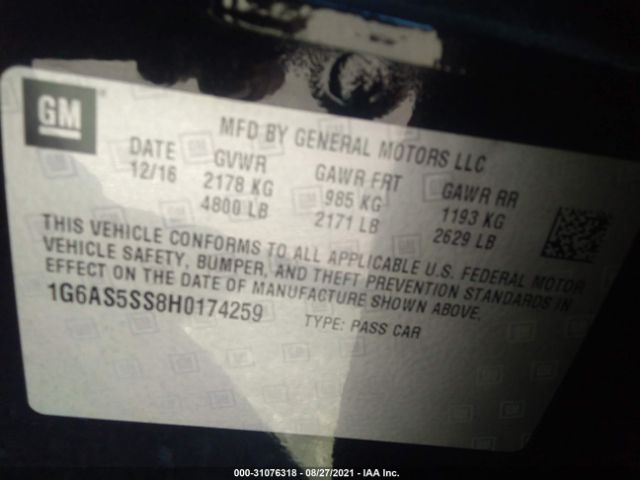 GM
MFD BY GENERAL MOTORS LLC
DATE GVWR GAWR FRT GAWR RR
12/16 2178 KG 985 KG 1193 KG
4800 LB 2171 LB 2629 LB
THIS VEHICLE CONFORMS TO ALL APPLICABLE U.S. FEDERAL MOTOR
VEHICLE SAFETY, BUMPER, AND THEFT PREVENTION STANDARDS IN
EFFECT ON THE DATE OF MANUFACTURE SHOWN ABOVE.
1G6AS5SS8H0174259 TYPE: PASS CAR
000-31076318 - 08/27/2021 - IAA Inc.